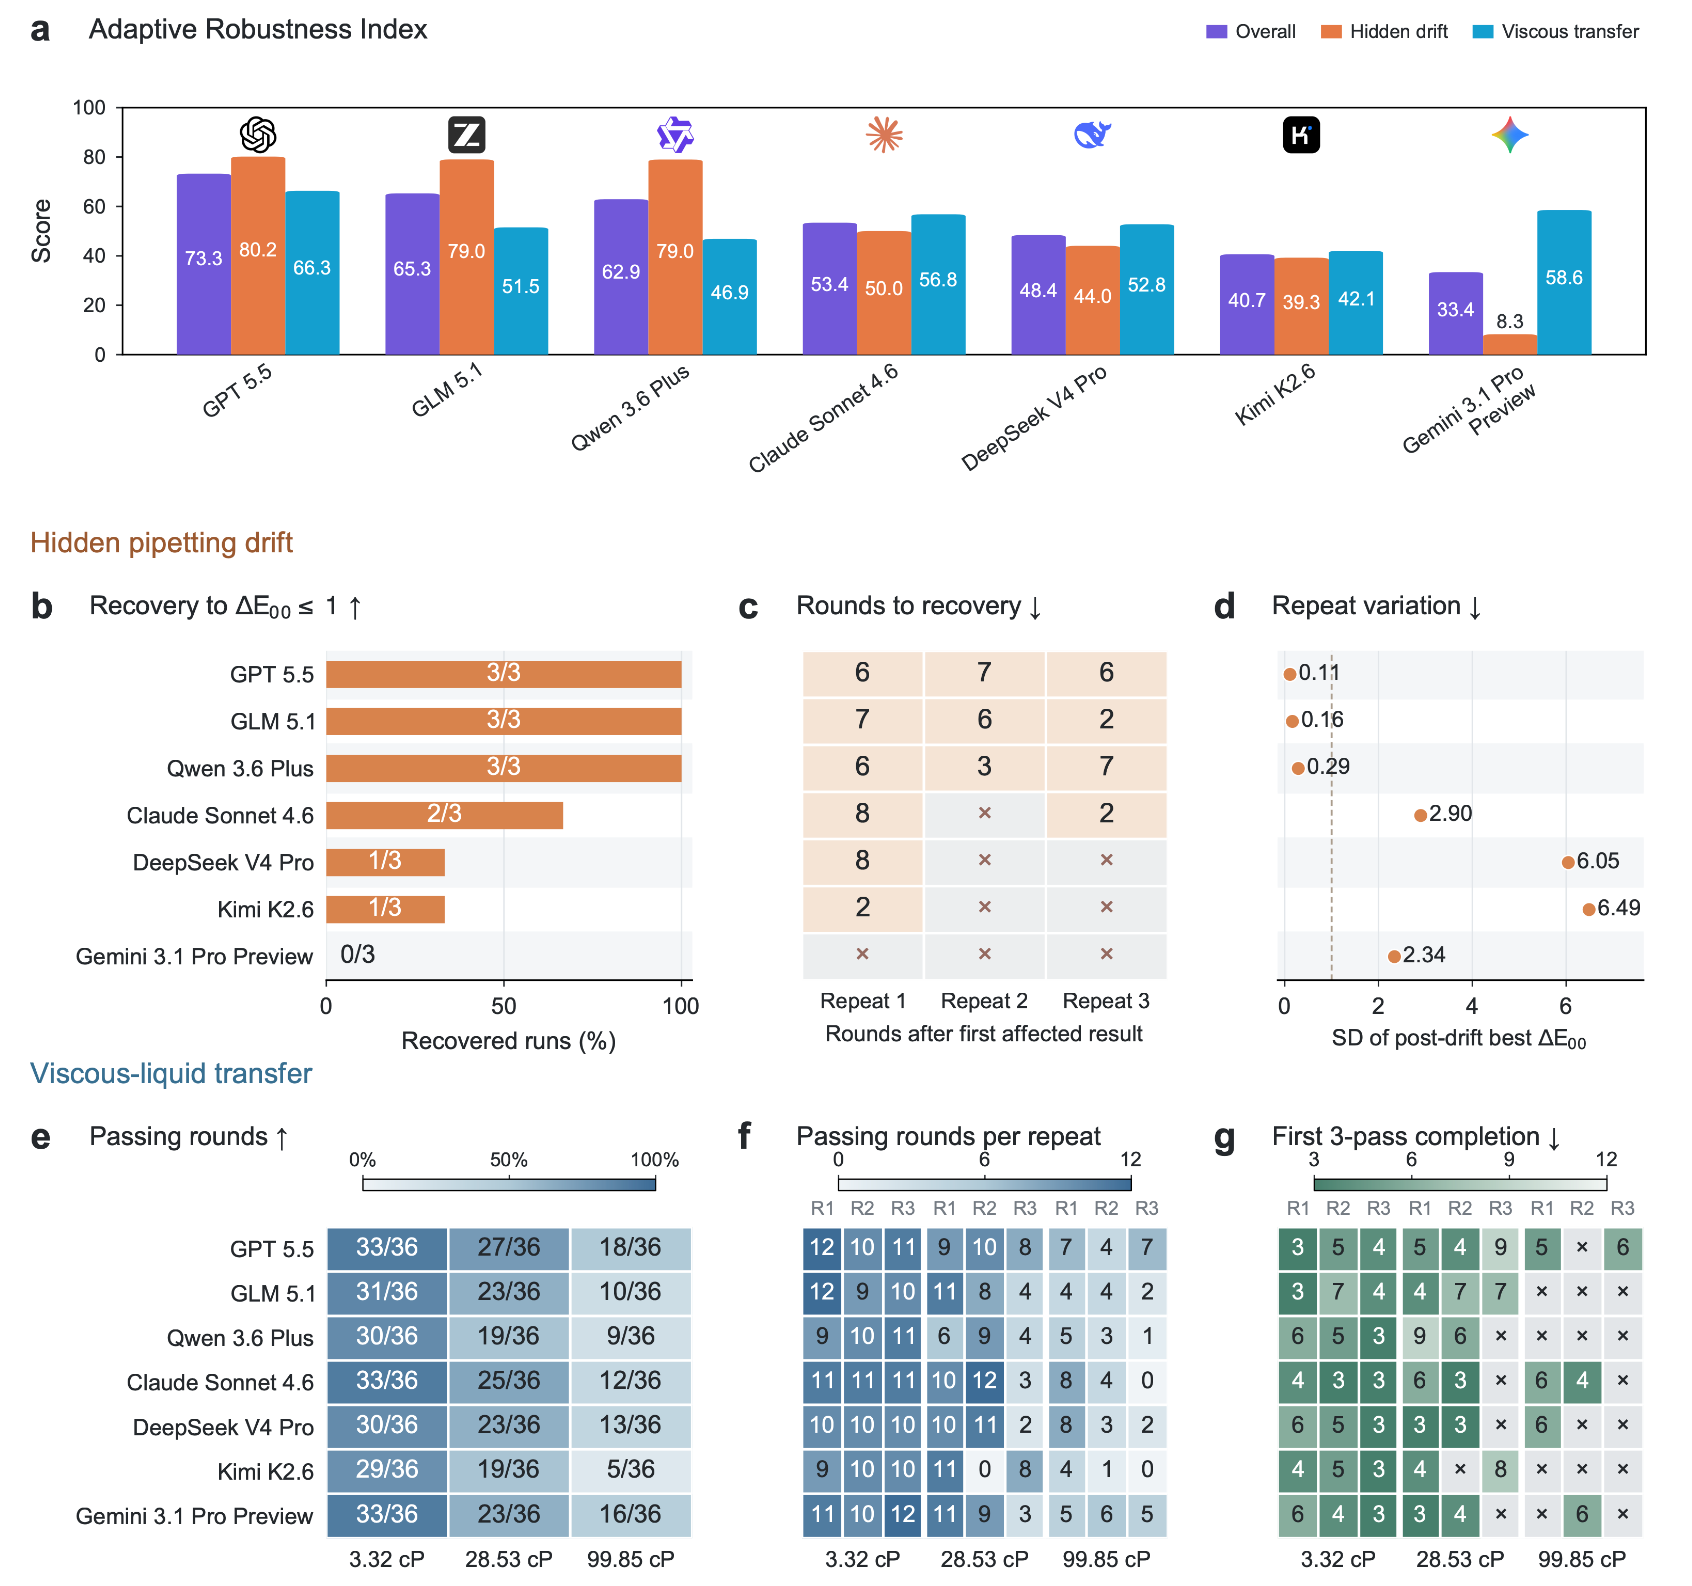 a Adaptive Robustness Index
Overall Hidden drift Viscous transfer
100
80
60
40
20
0
Score
73.3 80.2 66.3
65.3 79.0 51.5
62.9 79.0 46.9
53.4 50.0 56.8
48.4 44.0 52.8
40.7 39.3 42.1
33.4 8.3 58.6
GPT 5.5
GLM 5.1
Qwen 3.6 Plus
Claude Sonnet 4.6
DeepSeek V4 Pro
Kimi K2.6
Gemini 3.1 Pro
Preview
Hidden pipetting drift
b Recovery to ΔE₀₀ ≤ 1 ↑
GPT 5.5 3/3
GLM 5.1 3/3
Qwen 3.6 Plus 3/3
Claude Sonnet 4.6 2/3
DeepSeek V4 Pro 1/3
Kimi K2.6 1/3
Gemini 3.1 Pro Preview 0/3
0 50 100
Recovered runs (%)
c Rounds to recovery ↓
6 7 6
7 6 2
6 3 7
8 × 2
8 × ×
2 × ×
× × ×
Repeat 1 Repeat 2 Repeat 3
Rounds after first affected result
d Repeat variation ↓
0.11
0.16
0.29
2.90
6.05
6.49
2.34
0 2 4 6
SD of post-drift best ΔE₀₀
Viscous-liquid transfer
e Passing rounds ↑
0% 50% 100%
GPT 5.5 33/36 27/36 18/36
GLM 5.1 31/36 23/36 10/36
Qwen 3.6 Plus 30/36 19/36 9/36
Claude Sonnet 4.6 33/36 25/36 12/36
DeepSeek V4 Pro 30/36 23/36 13/36
Kimi K2.6 29/36 19/36 5/36
Gemini 3.1 Pro Preview 33/36 23/36 16/36
3.32 cP 28.53 cP 99.85 cP
f Passing rounds per repeat
0 6 12
R1 R2 R3 R1 R2 R3 R1 R2 R3
12 10 11 9 10 8 7 4 7
12 9 10 11 8 4 4 4 2
9 10 11 6 9 4 5 3 1
11 11 11 10 12 3 8 4 0
10 10 10 10 11 2 8 3 2
9 10 10 11 0 8 4 1 0
11 10 12 11 9 3 5 6 5
3.32 cP 28.53 cP 99.85 cP
g First 3-pass completion ↓
3 6 9 12
R1 R2 R3 R1 R2 R3 R1 R2 R3
3 5 4 5 4 9 5 × 6
3 7 4 4 7 7 × × ×
6 5 3 9 6 × × × ×
4 3 3 6 3 × 6 4 ×
6 5 3 3 3 × 6 × ×
4 5 3 4 × 8 × × ×
6 4 3 3 4 × × 6 ×
3.32 cP 28.53 cP 99.85 cP